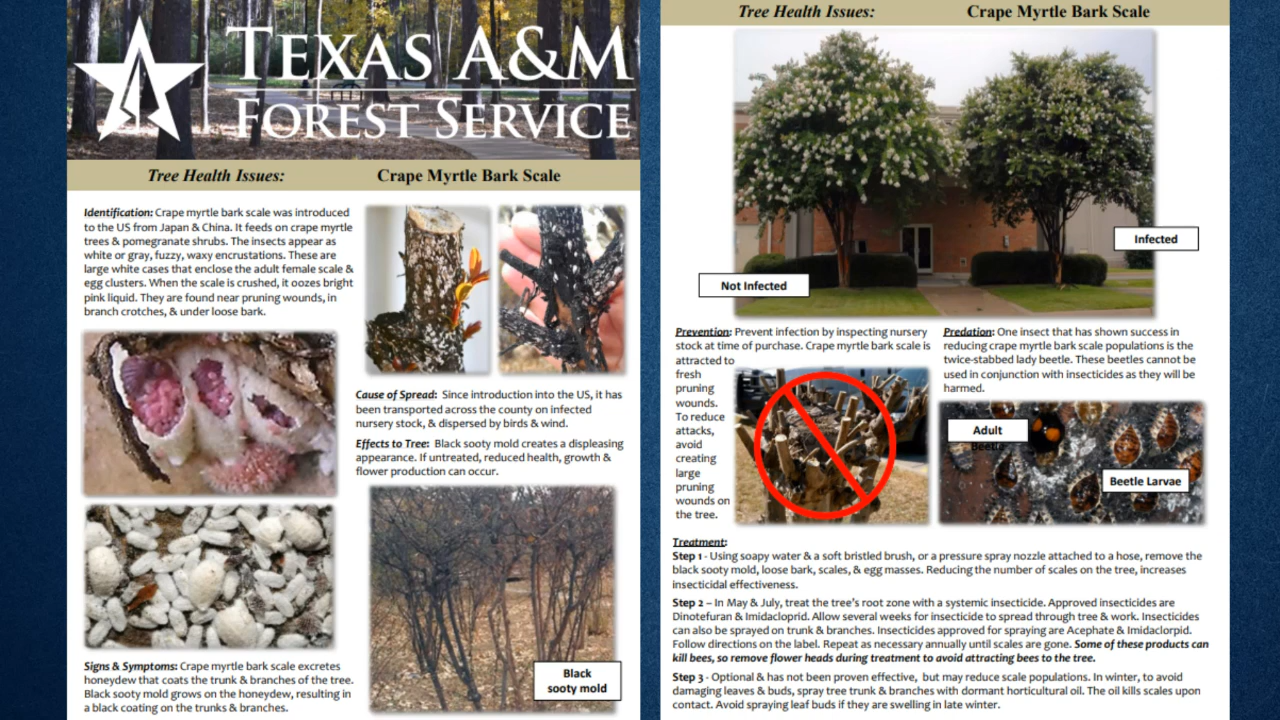 TEXAS A&M
FOREST SERVICE
Tree Health Issues: Crape Myrtle Bark Scale
Identification: Crape myrtle bark scale was introduced
to the US from Japan & China. It feeds on crape myrtle
trees & pomegranate shrubs. The insects appear as
white or gray, fuzzy, waxy encrustations. These are
large white cases that enclose the adult female scale &
egg clusters. When the scale is crushed, it oozes bright
pink liquid. They are found near pruning wounds, in
branch crotches, & under loose bark.
Signs & Symptoms: Crape myrtle bark scale excretes
honeydew that coats the trunk & branches of the tree.
Black sooty mold grows on the honeydew, resulting in
a black coating on the trunks & branches.
Cause of Spread: Since introduction into the US, it has
been transported across the county on infected
nursery stock, & dispersed by birds & wind.
Effects to Tree: Black sooty mold creates a displeasing
appearance. If untreated, reduced health, growth &
flower production can occur.
Black
sooty mold
Tree Health Issues: Crape Myrtle Bark Scale
Infected
Not Infected
Prevention: Prevent infection by inspecting nursery
stock at time of purchase. Crape myrtle bark scale is
attracted to
fresh
pruning
wounds.
To reduce
attacks,
avoid
creating
large
pruning
wounds on
the tree.
Predation: One insect that has shown success in
reducing crape myrtle bark scale populations is the
twice-stabbed lady beetle. These beetles cannot be
used in conjunction with insecticides as they will be
harmed.
Adult
Beetle
Beetle Larvae
Treatment:
Step 1 - Using soapy water & a soft bristled brush, or a pressure spray nozzle attached to a hose, remove the
black sooty mold, loose bark, scales, & egg masses. Reducing the number of scales on the tree, increases
insecticidal effectiveness.
Step 2 – In May & July, treat the tree's root zone with a systemic insecticide. Approved insecticides are
Dinotefuran & Imidacloprid. Allow several weeks for insecticide to spread through tree & work. Insecticides
can also be sprayed on trunk & branches. Insecticides approved for spraying are Acephate & Imidaclorpid.
Follow directions on the label. Repeat as necessary annually until scales are gone. Some of these products can
kill bees, so remove flower heads during treatment to avoid attracting bees to the tree.
Step 3 - Optional & has not been proven effective, but may reduce scale populations. In winter, to avoid
damaging leaves & buds, spray tree trunk & branches with dormant horticultural oil. The oil kills scales upon
contact. Avoid spraying leaf buds if they are swelling in late winter.